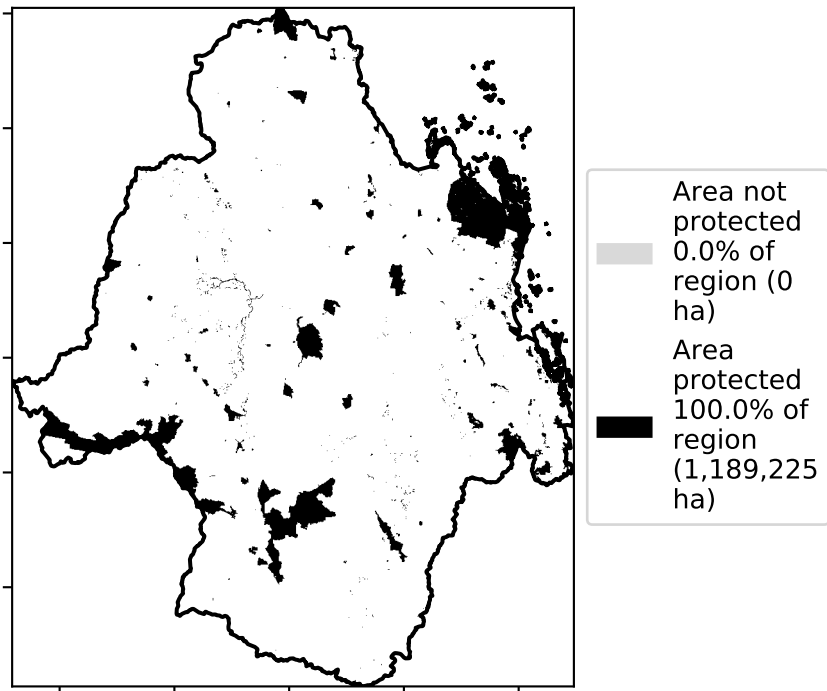 Area not
protected
0.0% of
region (0
ha)
Area
protected
100.0% of
region
(1,189,225
ha)